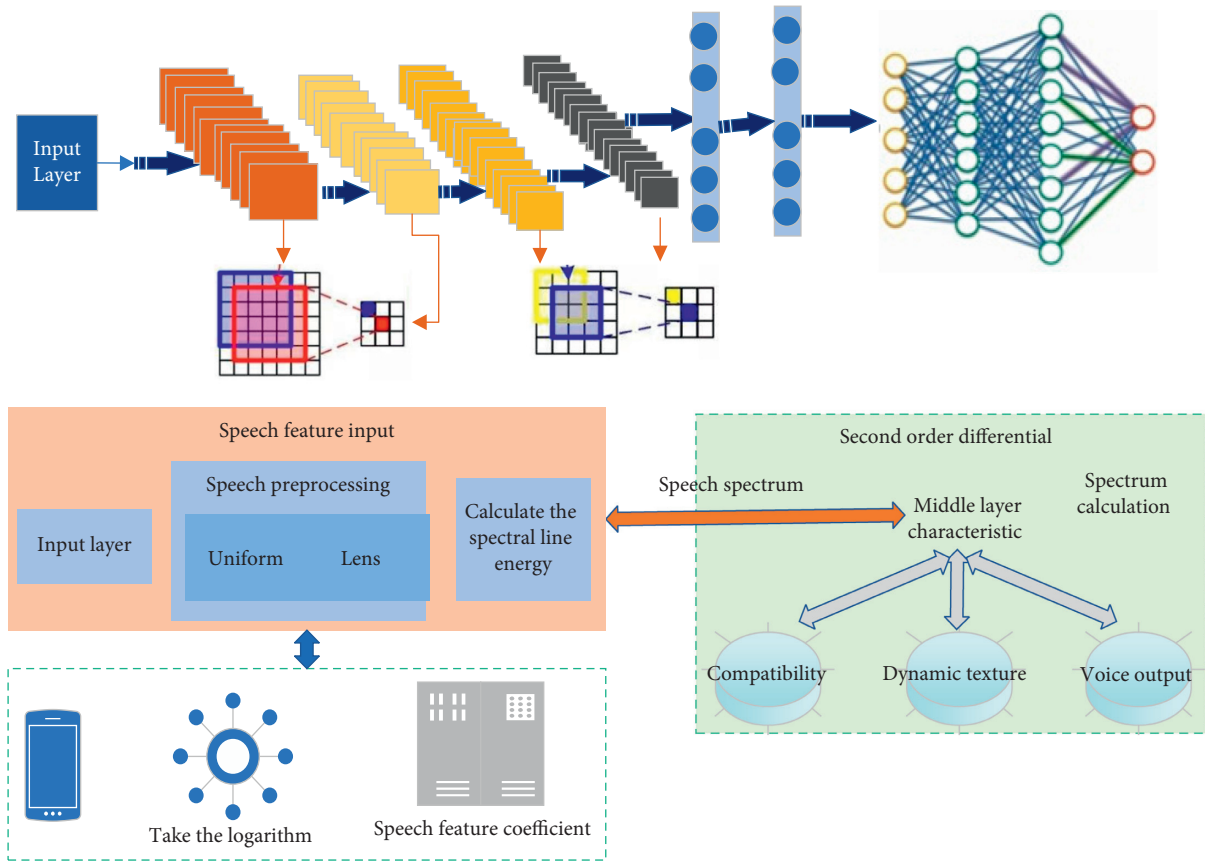 Input
Layer
Speech feature input
Speech preprocessing
Input layer
Uniform
Lens
Calculate the
spectral line
energy
Speech spectrum
Second order differential
Spectrum
calculation
Middle layer
characteristic
Compatibility
Dynamic texture
Voice output
Take the logarithm
Speech feature coefficient